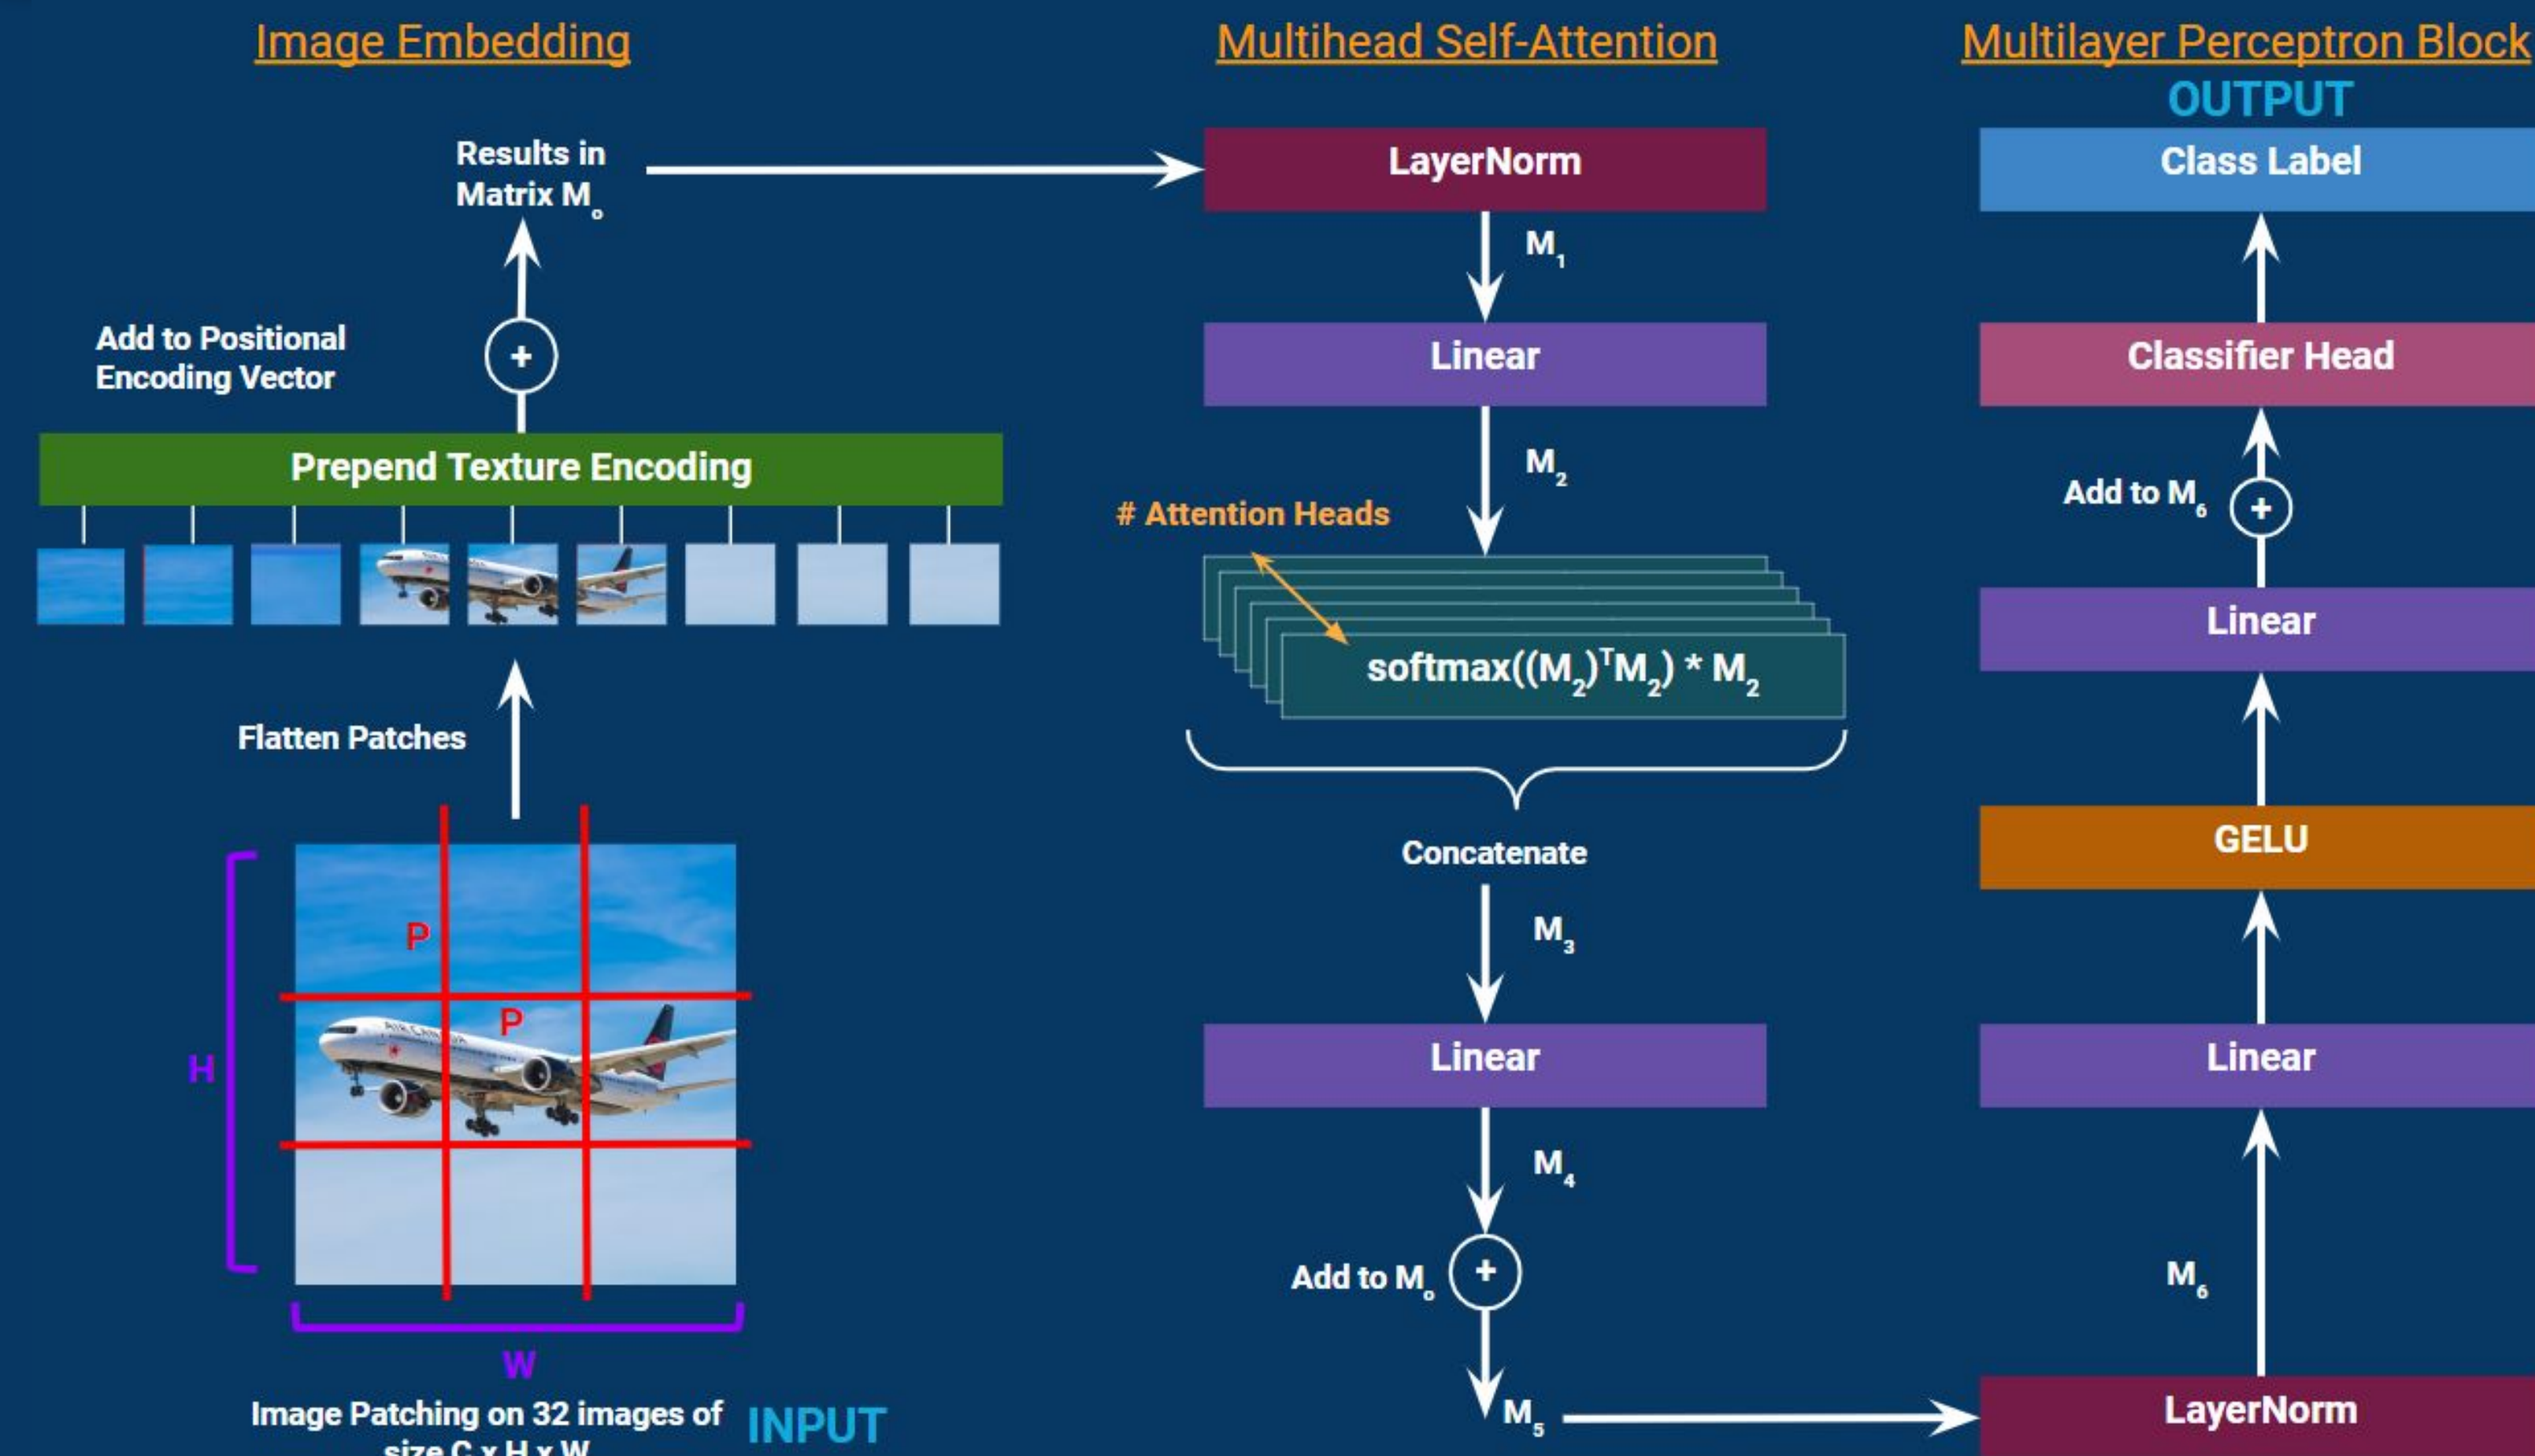 Image Embedding
Results in
Matrix M₀
Add to Positional
Encoding Vector
+
Prepend Texture Encoding
Flatten Patches
P
P
AIR CANADA
H
W
Image Patching on 32 images of
size C x H x W
INPUT
Multihead Self-Attention
LayerNorm
M₁
Linear
M₂
# Attention Heads
softmax((M₂)ᵀM₂) * M₂
Concatenate
M₃
Linear
M₄
Add to M₀
+
M₅
Multilayer Perceptron Block
OUTPUT
Class Label
Classifier Head
Add to M₆
+
Linear
GELU
Linear
M₆
LayerNorm